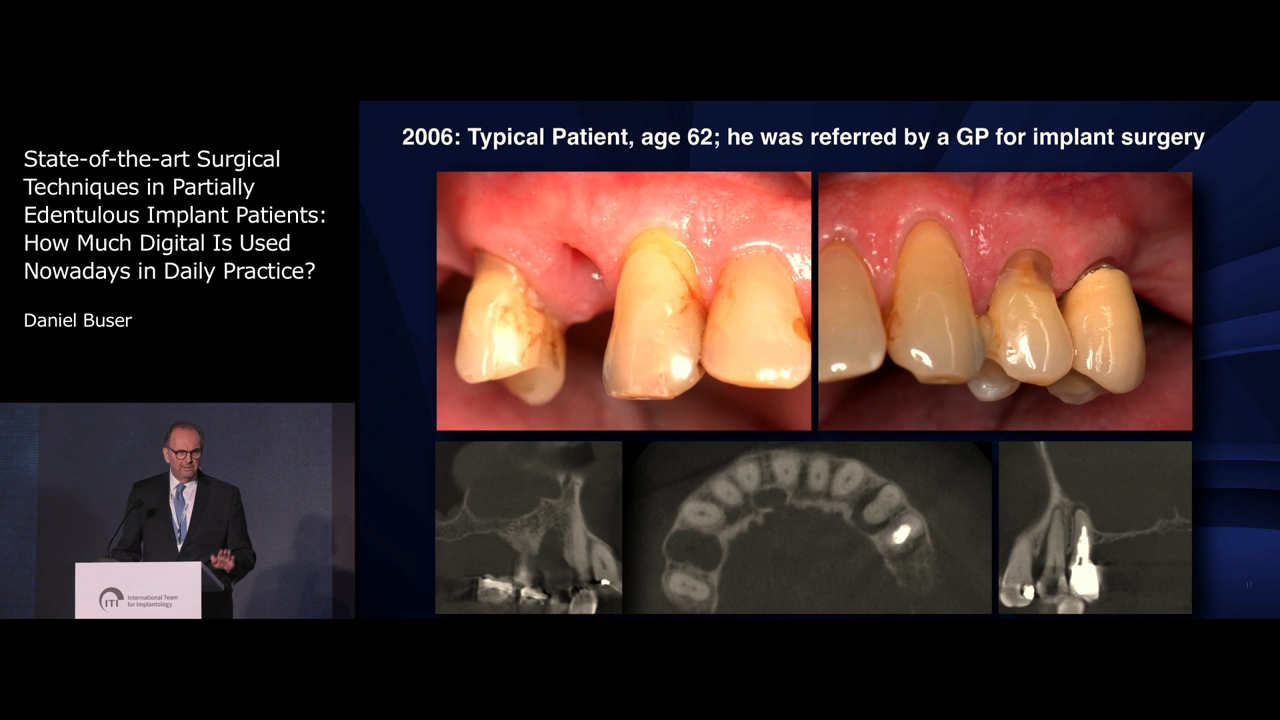 State-of-the-art Surgical
Techniques in Partially
Edentulous Implant Patients:
How Much Digital Is Used
Nowadays in Daily Practice?
Daniel Buser
2006: Typical Patient, age 62; he was referred by a GP for implant surgery
ITI
International Team
for Implantology